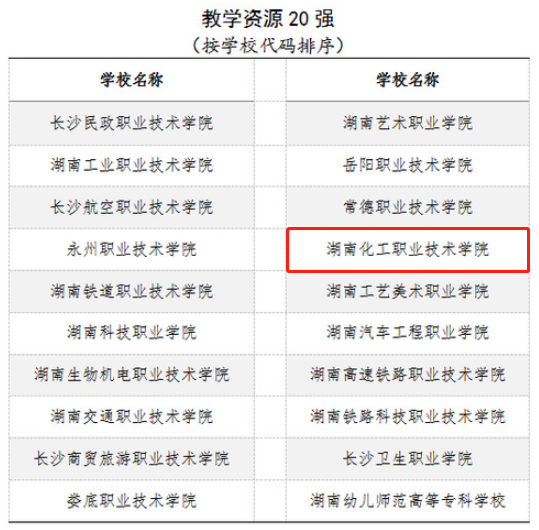 教学资源 20 强
（按学校代码排序）
学校名称 学校名称
长沙民政职业技术学院 湖南艺术职业学院
湖南工业职业技术学院 岳阳职业技术学院
长沙航空职业技术学院 常德职业技术学院
永州职业技术学院 湖南化工职业技术学院
湖南铁道职业技术学院 湖南工艺美术职业学院
湖南科技职业学院 湖南汽车工程职业学院
湖南生物机电职业技术学院 湖南高速铁路职业技术学院
湖南交通职业技术学院 湖南铁路科技职业技术学院
长沙商贸旅游职业技术学院 长沙卫生职业学院
娄底职业技术学院 湖南幼儿师范高等专科学校